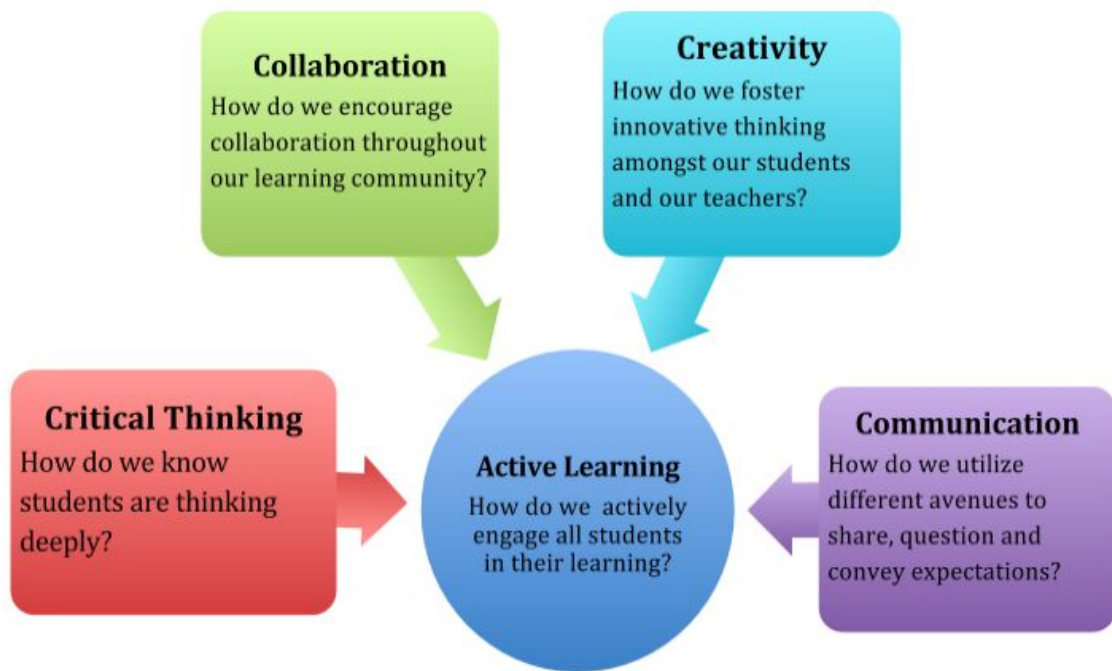 Collaboration
How do we encourage
collaboration throughout
our learning community?
Creativity
How do we foster
innovative thinking
amongst our students
and our teachers?
Critical Thinking
How do we know
students are thinking
deeply?
Active Learning
How do we actively
engage all students
in their learning?
Communication
How do we utilize
different avenues to
share, question and
convey expectations?